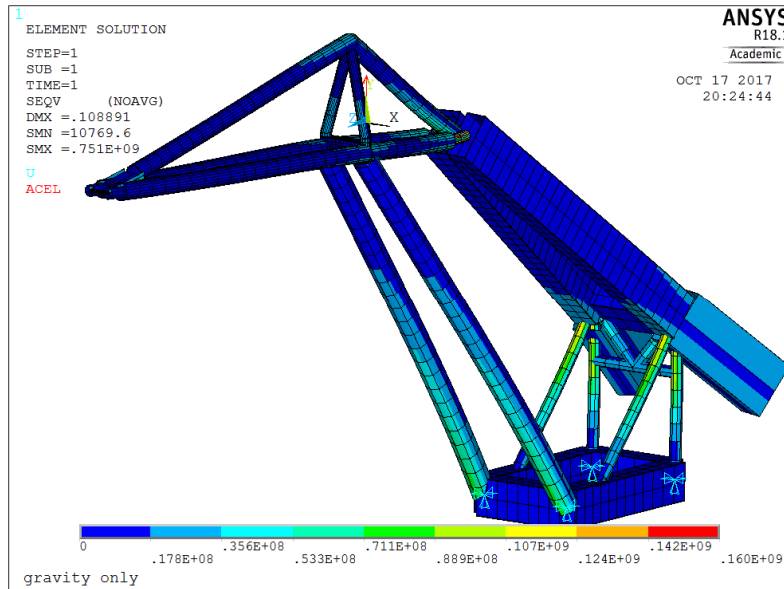 1
ELEMENT SOLUTION
STEP=1
SUB =1
TIME=1
SEQV (NOAVG)
DMX =.108891
SMN =10769.6
SMX =.751E+09
U
ACEL
ANSYS
R18.
Academic
OCT 17 2017
20:24:44
Y
Z X
0 .178E+08 .356E+08 .533E+08 .711E+08 .889E+08 .107E+09 .124E+09 .142E+09 .160E+09
gravity only